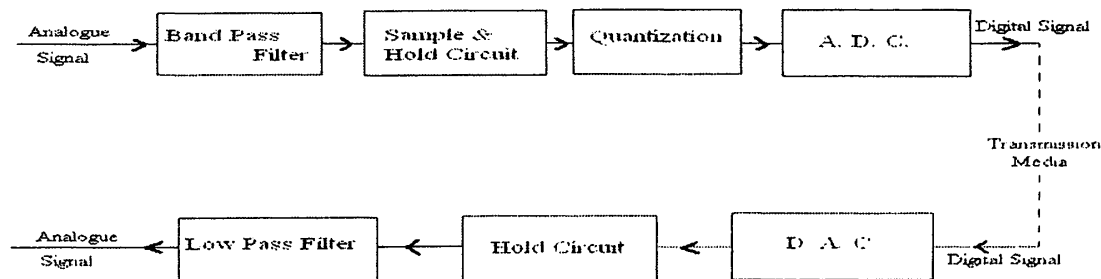 Analogue
Signal
Band Pass
Filter
Sample &
Hold Circuit
Quantization
A. D. C.
Digital Signal
Transmission
Media
Analogue
Signal
Low Pass Filter
Hold Circuit
D. A. C
Digital Signal